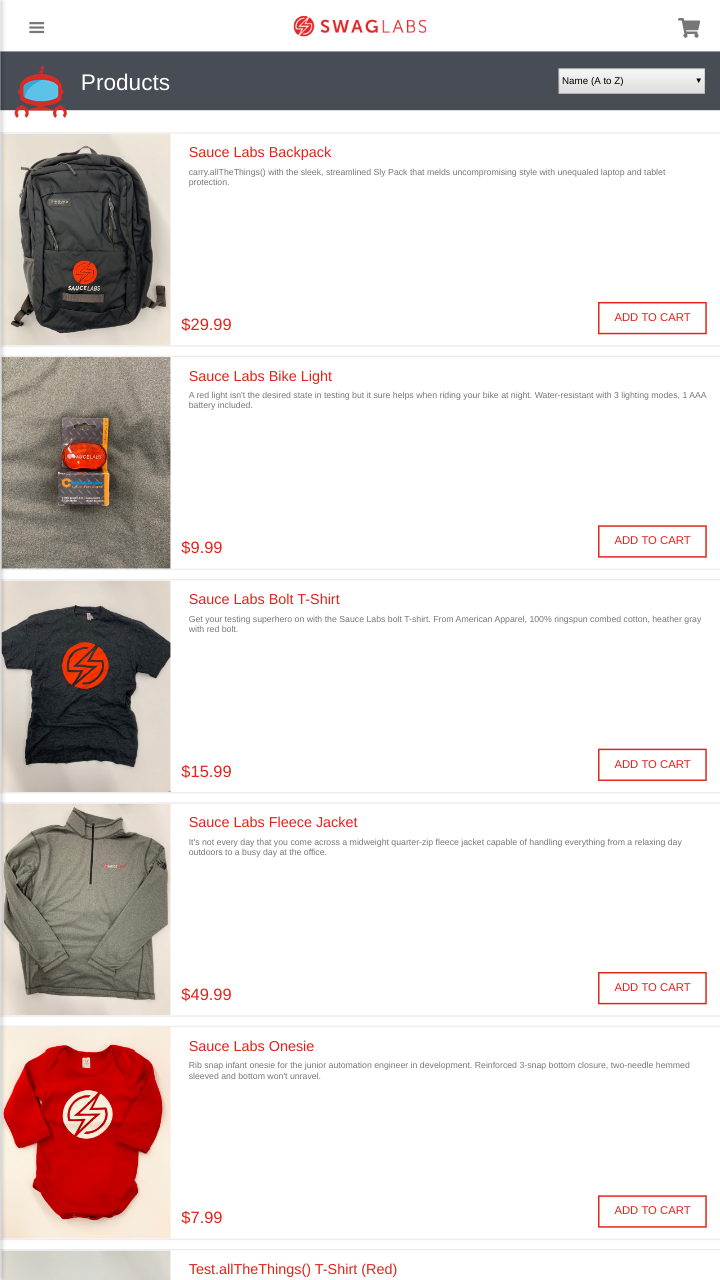 SWAGLABS
Products
Name (A to Z)
Sauce Labs Backpack
carry.allTheThings() with the sleek, streamlined Sly Pack that melds uncompromising style with unequaled laptop and tablet
protection.
SAUCELABS
$29.99
ADD TO CART
Sauce Labs Bike Light
A red light isn't the desired state in testing but it sure helps when riding your bike at night. Water-resistant with 3 lighting modes, 1 AAA
battery included.
$9.99
ADD TO CART
Sauce Labs Bolt T-Shirt
Get your testing superhero on with the Sauce Labs bolt T-shirt. From American Apparel, 100% ringspun combed cotton, heather gray
with red bolt.
$15.99
ADD TO CART
Sauce Labs Fleece Jacket
It's not every day that you come across a midweight quarter-zip fleece jacket capable of handling everything from a relaxing day
outdoors to a busy day at the office.
$49.99
ADD TO CART
Sauce Labs Onesie
Rib snap infant onesie for the junior automation engineer in development. Reinforced 3-snap bottom closure, two-needle hemmed
sleeved and bottom won't unravel.
$7.99
ADD TO CART
Test.allTheThings() T-Shirt (Red)